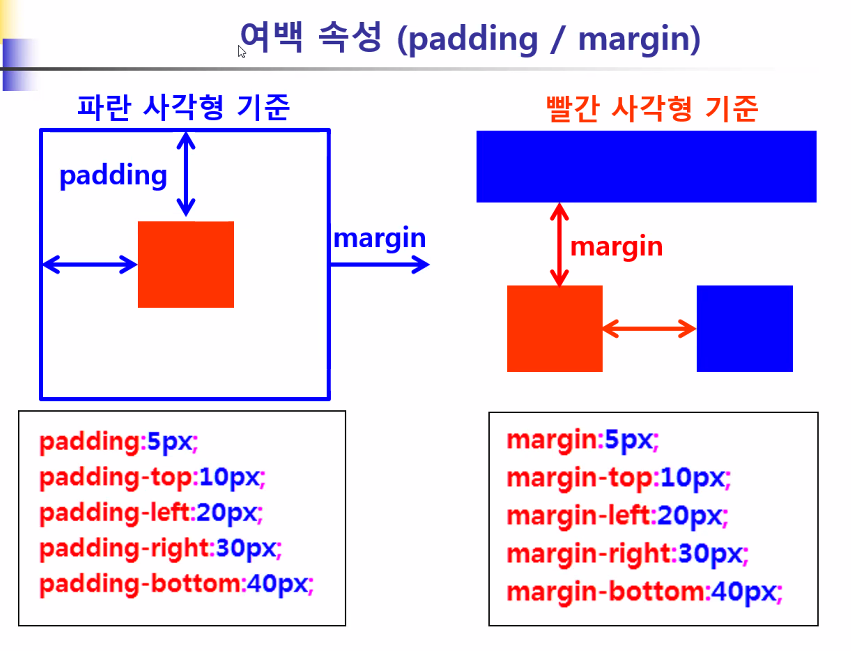 여백 속성 (padding / margin)
파란 사각형 기준
padding
margin
padding:5px;
padding-top:10px;
padding-left:20px;
padding-right:30px;
padding-bottom:40px;
빨간 사각형 기준
margin
margin:5px;
margin-top:10px;
margin-left:20px;
margin-right:30px;
margin-bottom:40px;